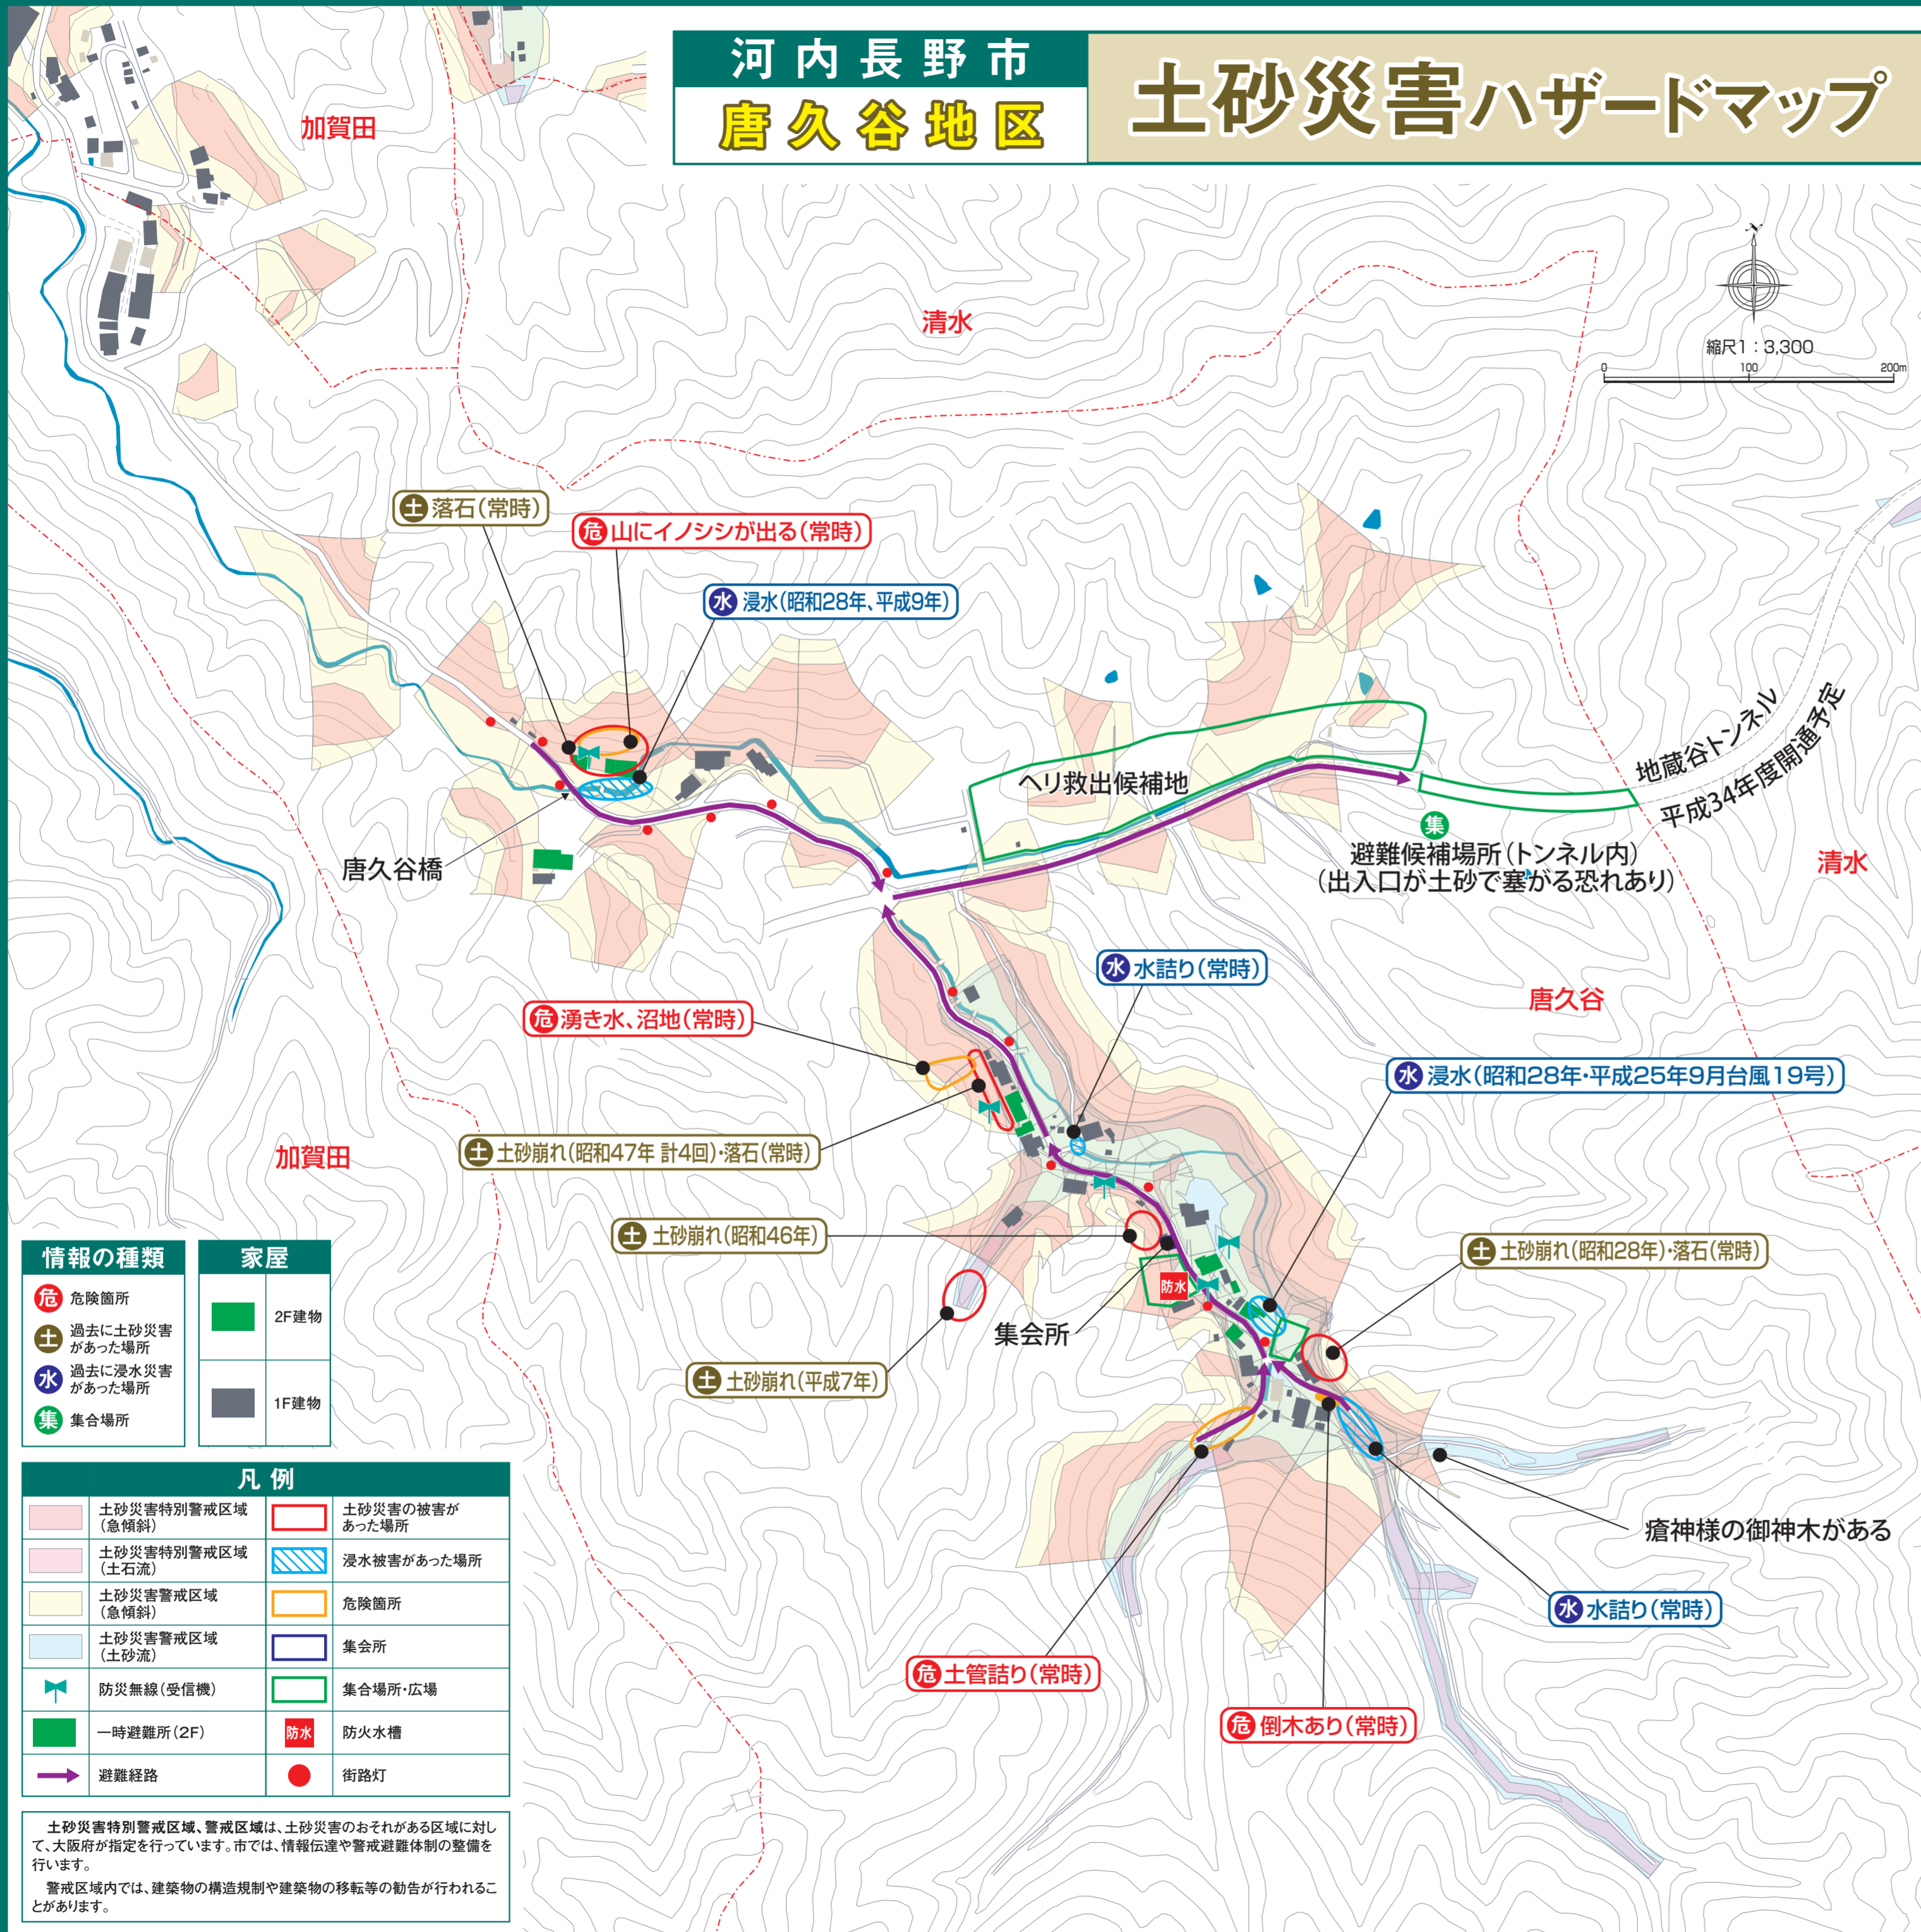 河内長野市
唐久谷地区
土砂災害ハザードマップ
加賀田
清水
縮尺1：3,300
0 100 200m
土 落石(常時)
危 山にイノシシが出る(常時)
水 浸水(昭和28年、平成9年)
ヘリ救出候補地
地蔵谷トンネル
平成34年度開通予定
集
避難候補場所(トンネル内)
(出入口が土砂で塞がる恐れあり)
唐久谷橋
清水
水 水詰り(常時)
唐久谷
危 湧き水、沼地(常時)
水 浸水(昭和28年・平成25年9月台風19号)
土 土砂崩れ(昭和47年 計4回)・落石(常時)
加賀田
土 土砂崩れ(昭和46年)
土 土砂崩れ(昭和28年)・落石(常時)
防水
集会所
土 土砂崩れ(平成7年)
瘡神様の御神木がある
水 水詰り(常時)
危 土管詰り(常時)
危 倒木あり(常時)
情報の種類
危 危険箇所
土 過去に土砂災害
があった場所
水 過去に浸水災害
があった場所
集 集合場所
家屋
2F建物
1F建物
凡例
土砂災害特別警戒区域
(急傾斜)
土砂災害の被害が
あった場所
土砂災害特別警戒区域
(土石流)
浸水被害があった場所
土砂災害警戒区域
(急傾斜)
危険箇所
土砂災害警戒区域
(土砂流)
集会所
防災無線(受信機)
集合場所・広場
一時避難所(2F)
防水 防火水槽
避難経路
街路灯
土砂災害特別警戒区域、警戒区域は、土砂災害のおそれがある区域に対し
て、大阪府が指定を行っています。市では、情報伝達や警戒避難体制の整備を
行います。
警戒区域内では、建築物の構造規制や建築物の移転等の勧告が行われるこ
とがあります。